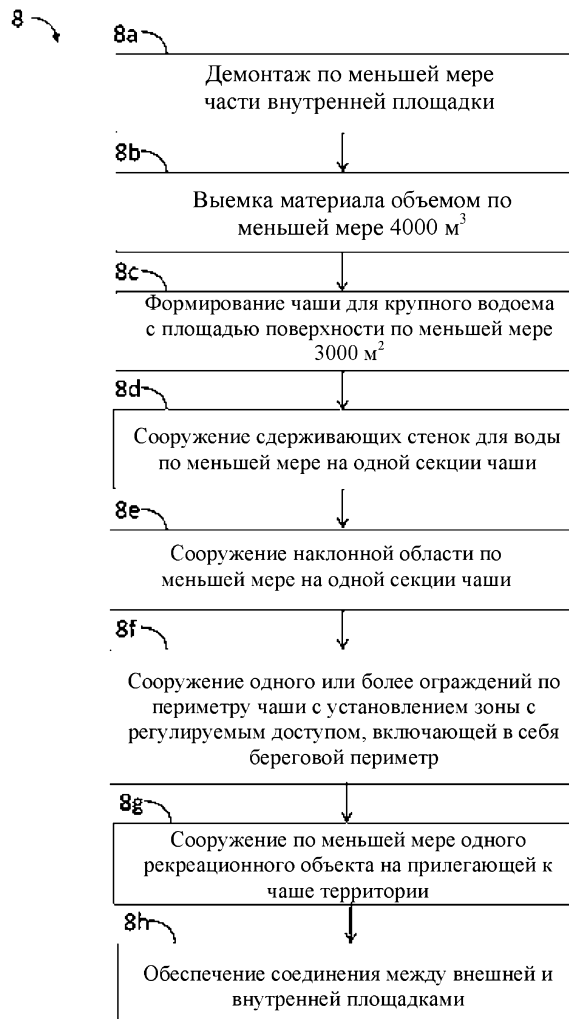 8
8a
Демонтаж по меньшей мере
части внутренней площадки
8b
Выемка материала объемом по
меньшей мере 4000 м³
8c
Формирование чаши для крупного водоема
с площадью поверхности по меньшей мере
3000 м²
8d
Сооружение сдерживающих стенок для воды
по меньшей мере на одной секции чаши
8e
Сооружение наклонной области по
меньшей мере на одной секции чаши
8f
Сооружение одного или более ограждений по
периметру чаши с установлением зоны с
регулируемым доступом, включающей в себя
береговой периметр
8g
Сооружение по меньшей мере одного
рекреационного объекта на прилегающей к
чаше территории
8h
Обеспечение соединения между внешней и
внутренней площадками